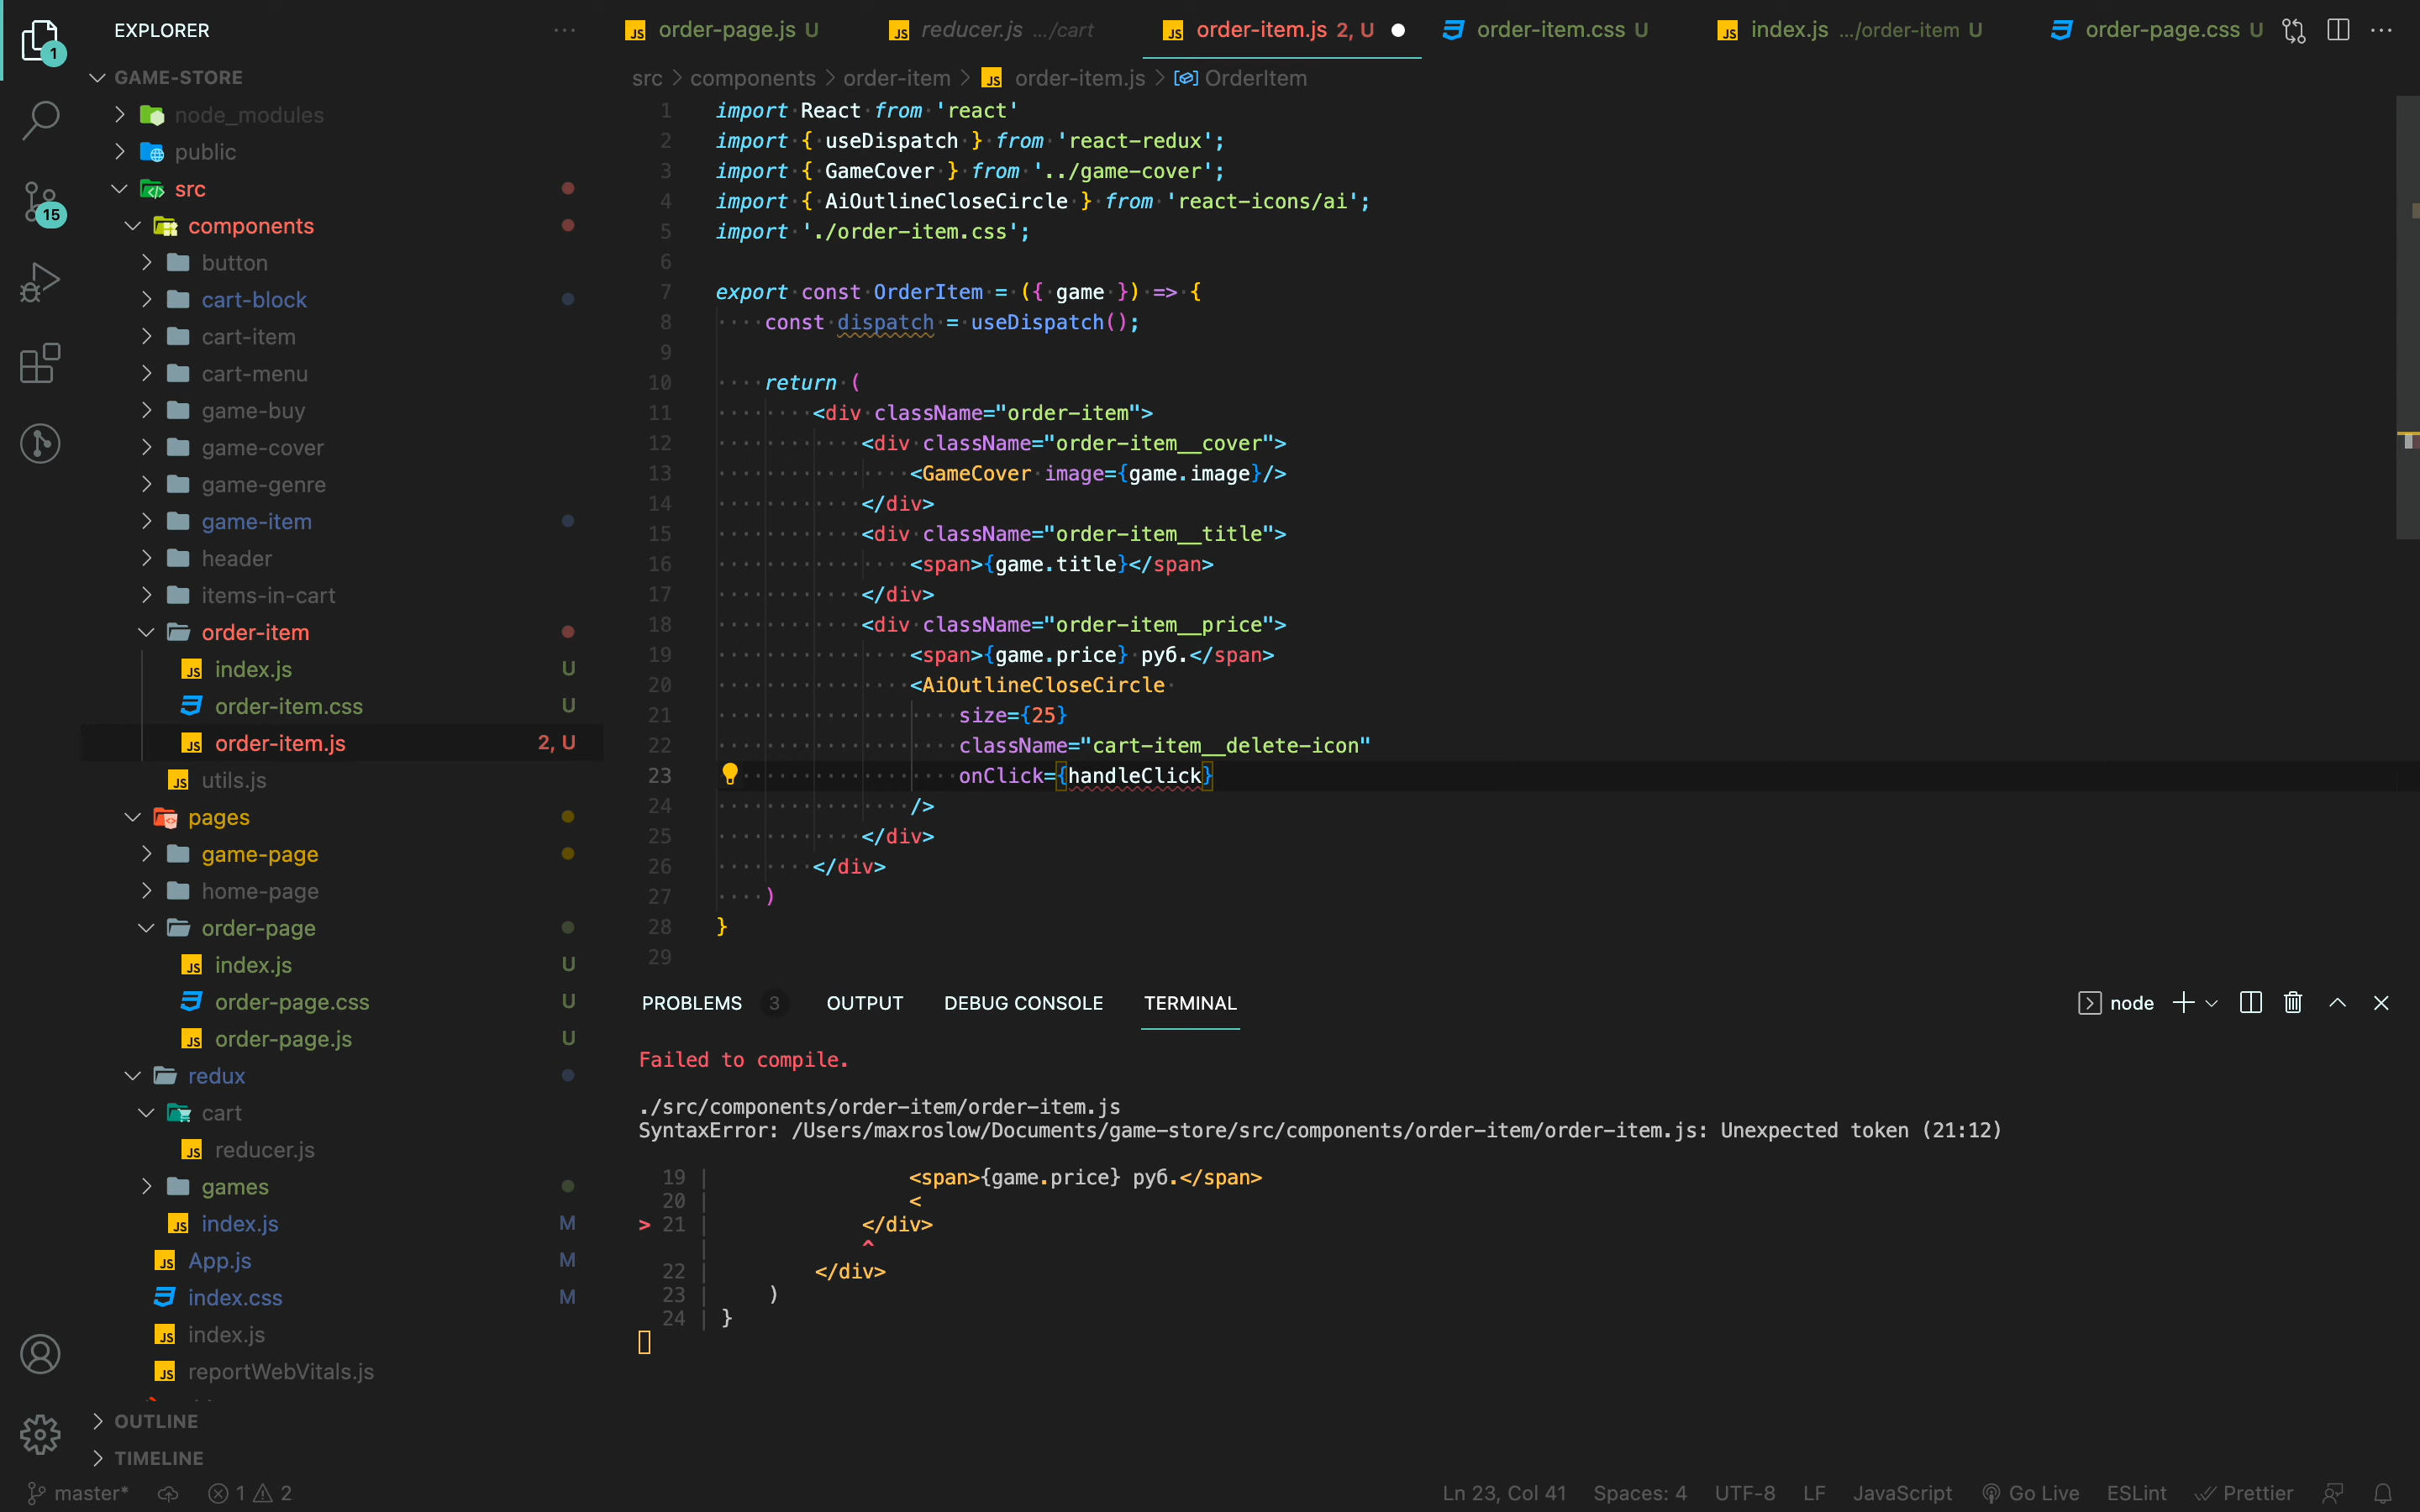 EXPLORER
GAME-STORE
node_modules
public
src
components
button
cart-block
cart-item
cart-menu
game-buy
game-cover
game-genre
game-item
header
items-in-cart
order-item
index.js U
order-item.css U
order-item.js 2, U
utils.js
pages
game-page
home-page
order-page
index.js U
order-page.css U
order-page.js U
redux
cart
reducer.js
games
index.js M
App.js M
index.css M
index.js
reportWebVitals.js
OUTLINE
TIMELINE
1
15
order-page.js U reducer.js .../cart order-item.js 2, U order-item.css U index.js .../order-item U order-page.css U
src > components > order-item > order-item.js > OrderItem
1 import React from 'react'
2 import { useDispatch } from 'react-redux';
3 import { GameCover } from '../game-cover';
4 import { AiOutlineCloseCircle } from 'react-icons/ai';
5 import './order-item.css';
6
7 export const OrderItem = ({ game }) => {
8 const dispatch = useDispatch();
9
10 return (
11 <div className="order-item">
12 <div className="order-item__cover">
13 <GameCover image={game.image}/>
14 </div>
15 <div className="order-item__title">
16 <span>{game.title}</span>
17 </div>
18 <div className="order-item__price">
19 <span>{game.price} руб.</span>
20 <AiOutlineCloseCircle
21 size={25}
22 className="cart-item__delete-icon"
23 onClick={handleClick}
24 />
25 </div>
26 </div>
27 )
28 }
29
PROBLEMS 3 OUTPUT DEBUG CONSOLE TERMINAL node
Failed to compile.
./src/components/order-item/order-item.js
SyntaxError: /Users/maxroslow/Documents/game-store/src/components/order-item/order-item.js: Unexpected token (21:12)
19 | <span>{game.price} руб.</span>
20 | <
> 21 | </div>
| ^
22 | </div>
23 | )
24 | }
master* 1 2 Ln 23, Col 41 Spaces: 4 UTF-8 LF JavaScript Go Live ESLint Prettier